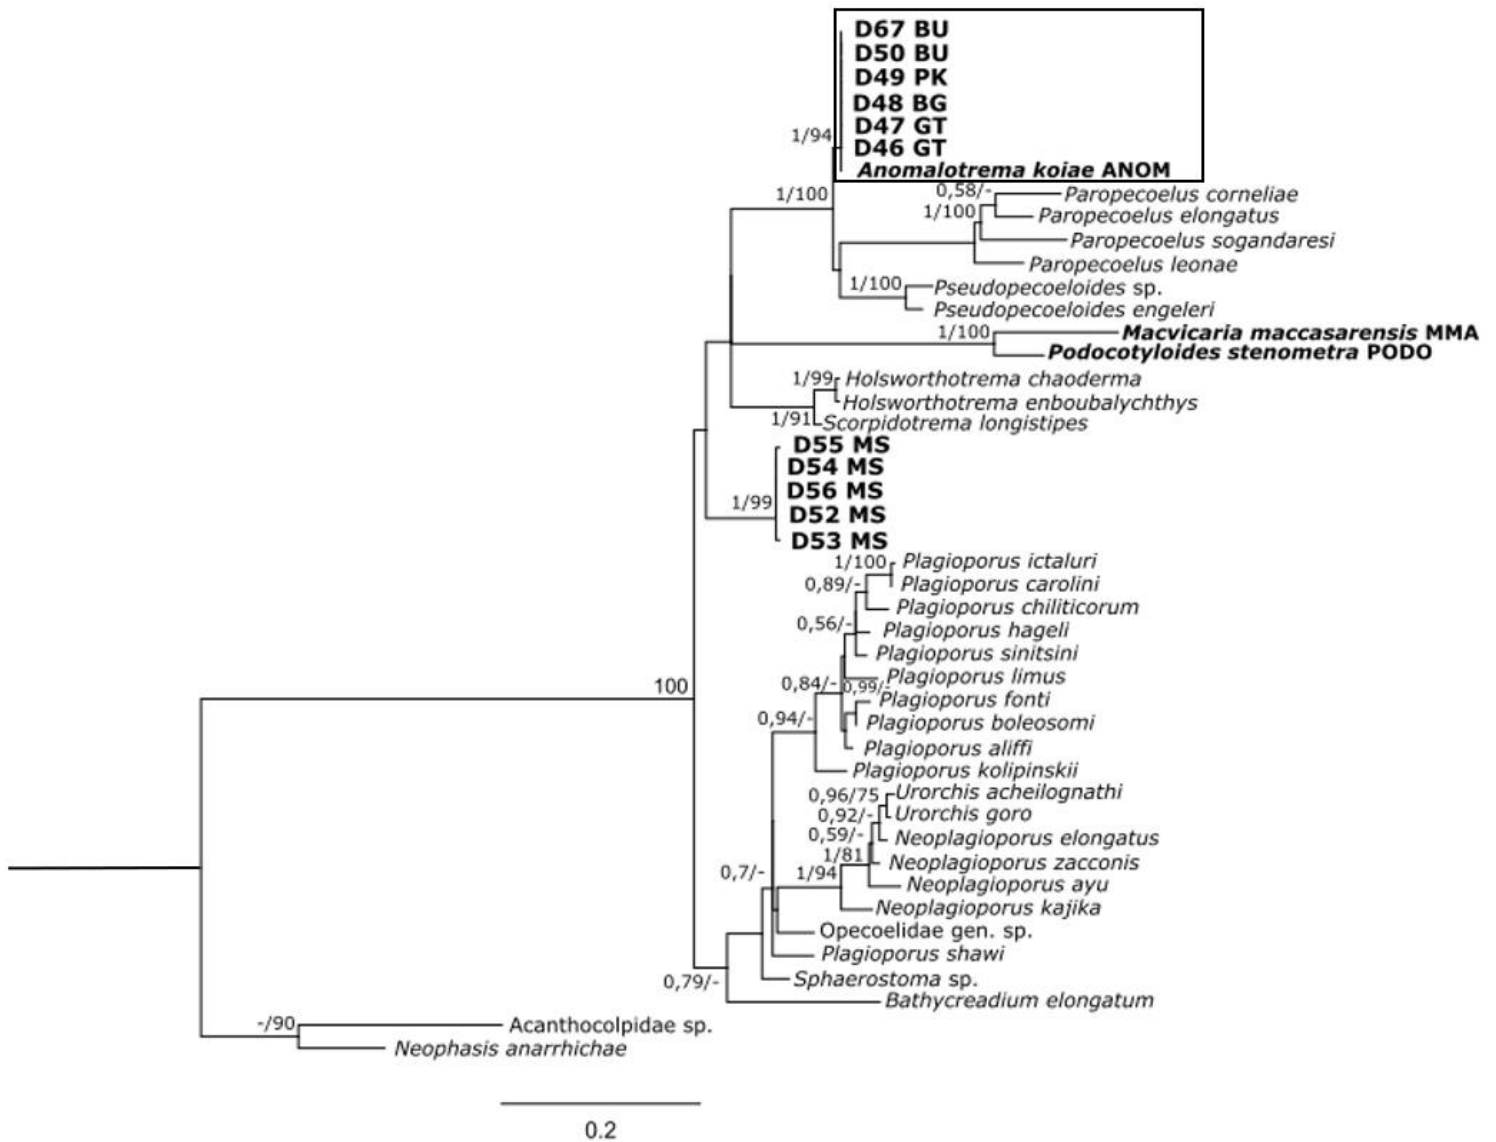 D67 BU
D50 BU
D49 PK
D48 BG
1/94
D47 GT
D46 GT
Anomalotrema koiae ANOM
1/100
0,58/-
Paropecoelus corneliae
1/100
Paropecoelus elongatus
Paropecoelus sogandaresi
Paropecoelus leonae
1/100
Pseudopecoeloides sp.
Pseudopecoeloides engeleri
1/100
Macvicaria maccasarensis MMA
Podocotyloides stenometra PODO
1/99
Holsworthotrema chaoderma
Holsworthotrema enboubalychthys
1/91
Scorpidotrema longistipes
D55 MS
D54 MS
D56 MS
1/99
D52 MS
D53 MS
1/100
Plagioporus ictaluri
0,89/-
Plagioporus carolini
Plagioporus chiliticorum
0,56/-
Plagioporus hageli
Plagioporus sinitsini
Plagioporus limus
100
0,84/-
0,99/-
Plagioporus fonti
0,94/-
Plagioporus boleosomi
Plagioporus aliffi
Plagioporus kolipinskii
0,96/75
Urorchis acheilognathi
0,92/-
Urorchis goro
0,59/-
Neoplagioporus elongatus
1/81
Neoplagioporus zacconis
0,7/-
1/94
Neoplagioporus ayu
Neoplagioporus kajika
Opecoelidae gen. sp.
Plagioporus shawi
0,79/-
Sphaerostoma sp.
Bathycreadium elongatum
-/90
Acanthocolpidae sp.
Neophasis anarrhichae
0.2